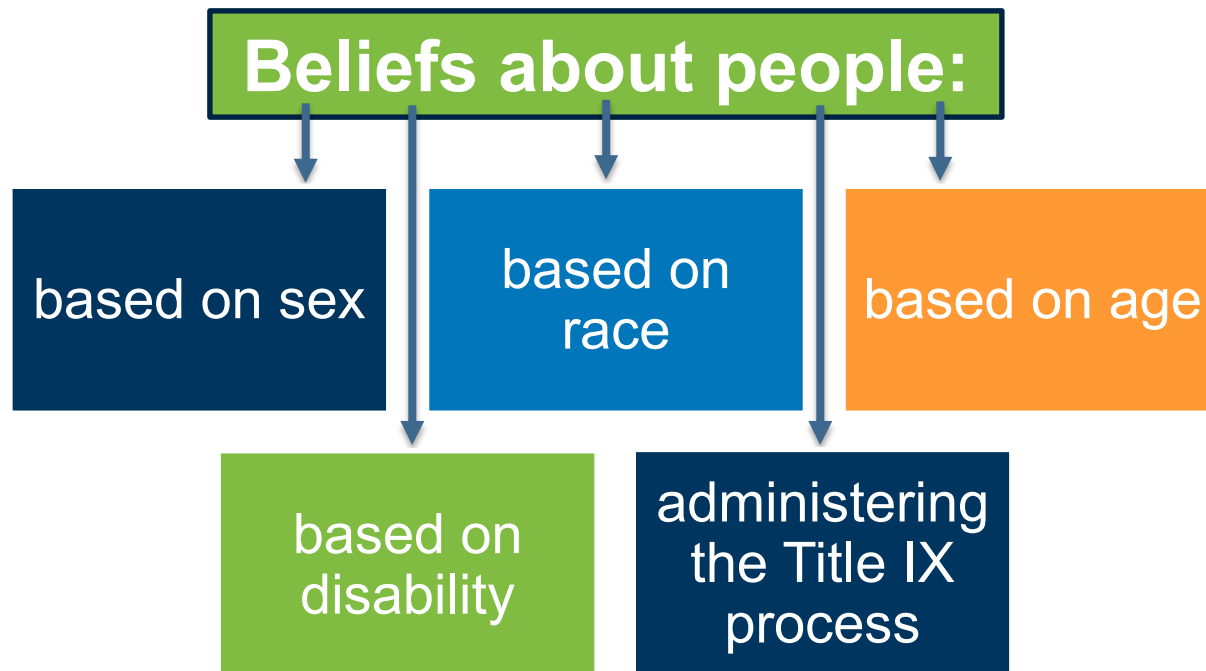 Beliefs about people:
based on sex
based on
race
based on age
based on
disability
administering
the Title IX
process